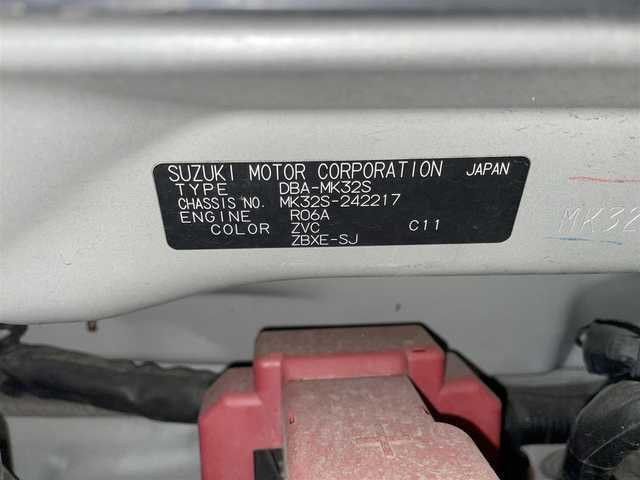 SUZUKI MOTOR CORPORATION JAPAN
TYPE DBA-MK32S
CHASSIS NO. MK32S-242217
ENGINE R06A
COLOR ZVC C11
ZBXE-SJ
MK32
+